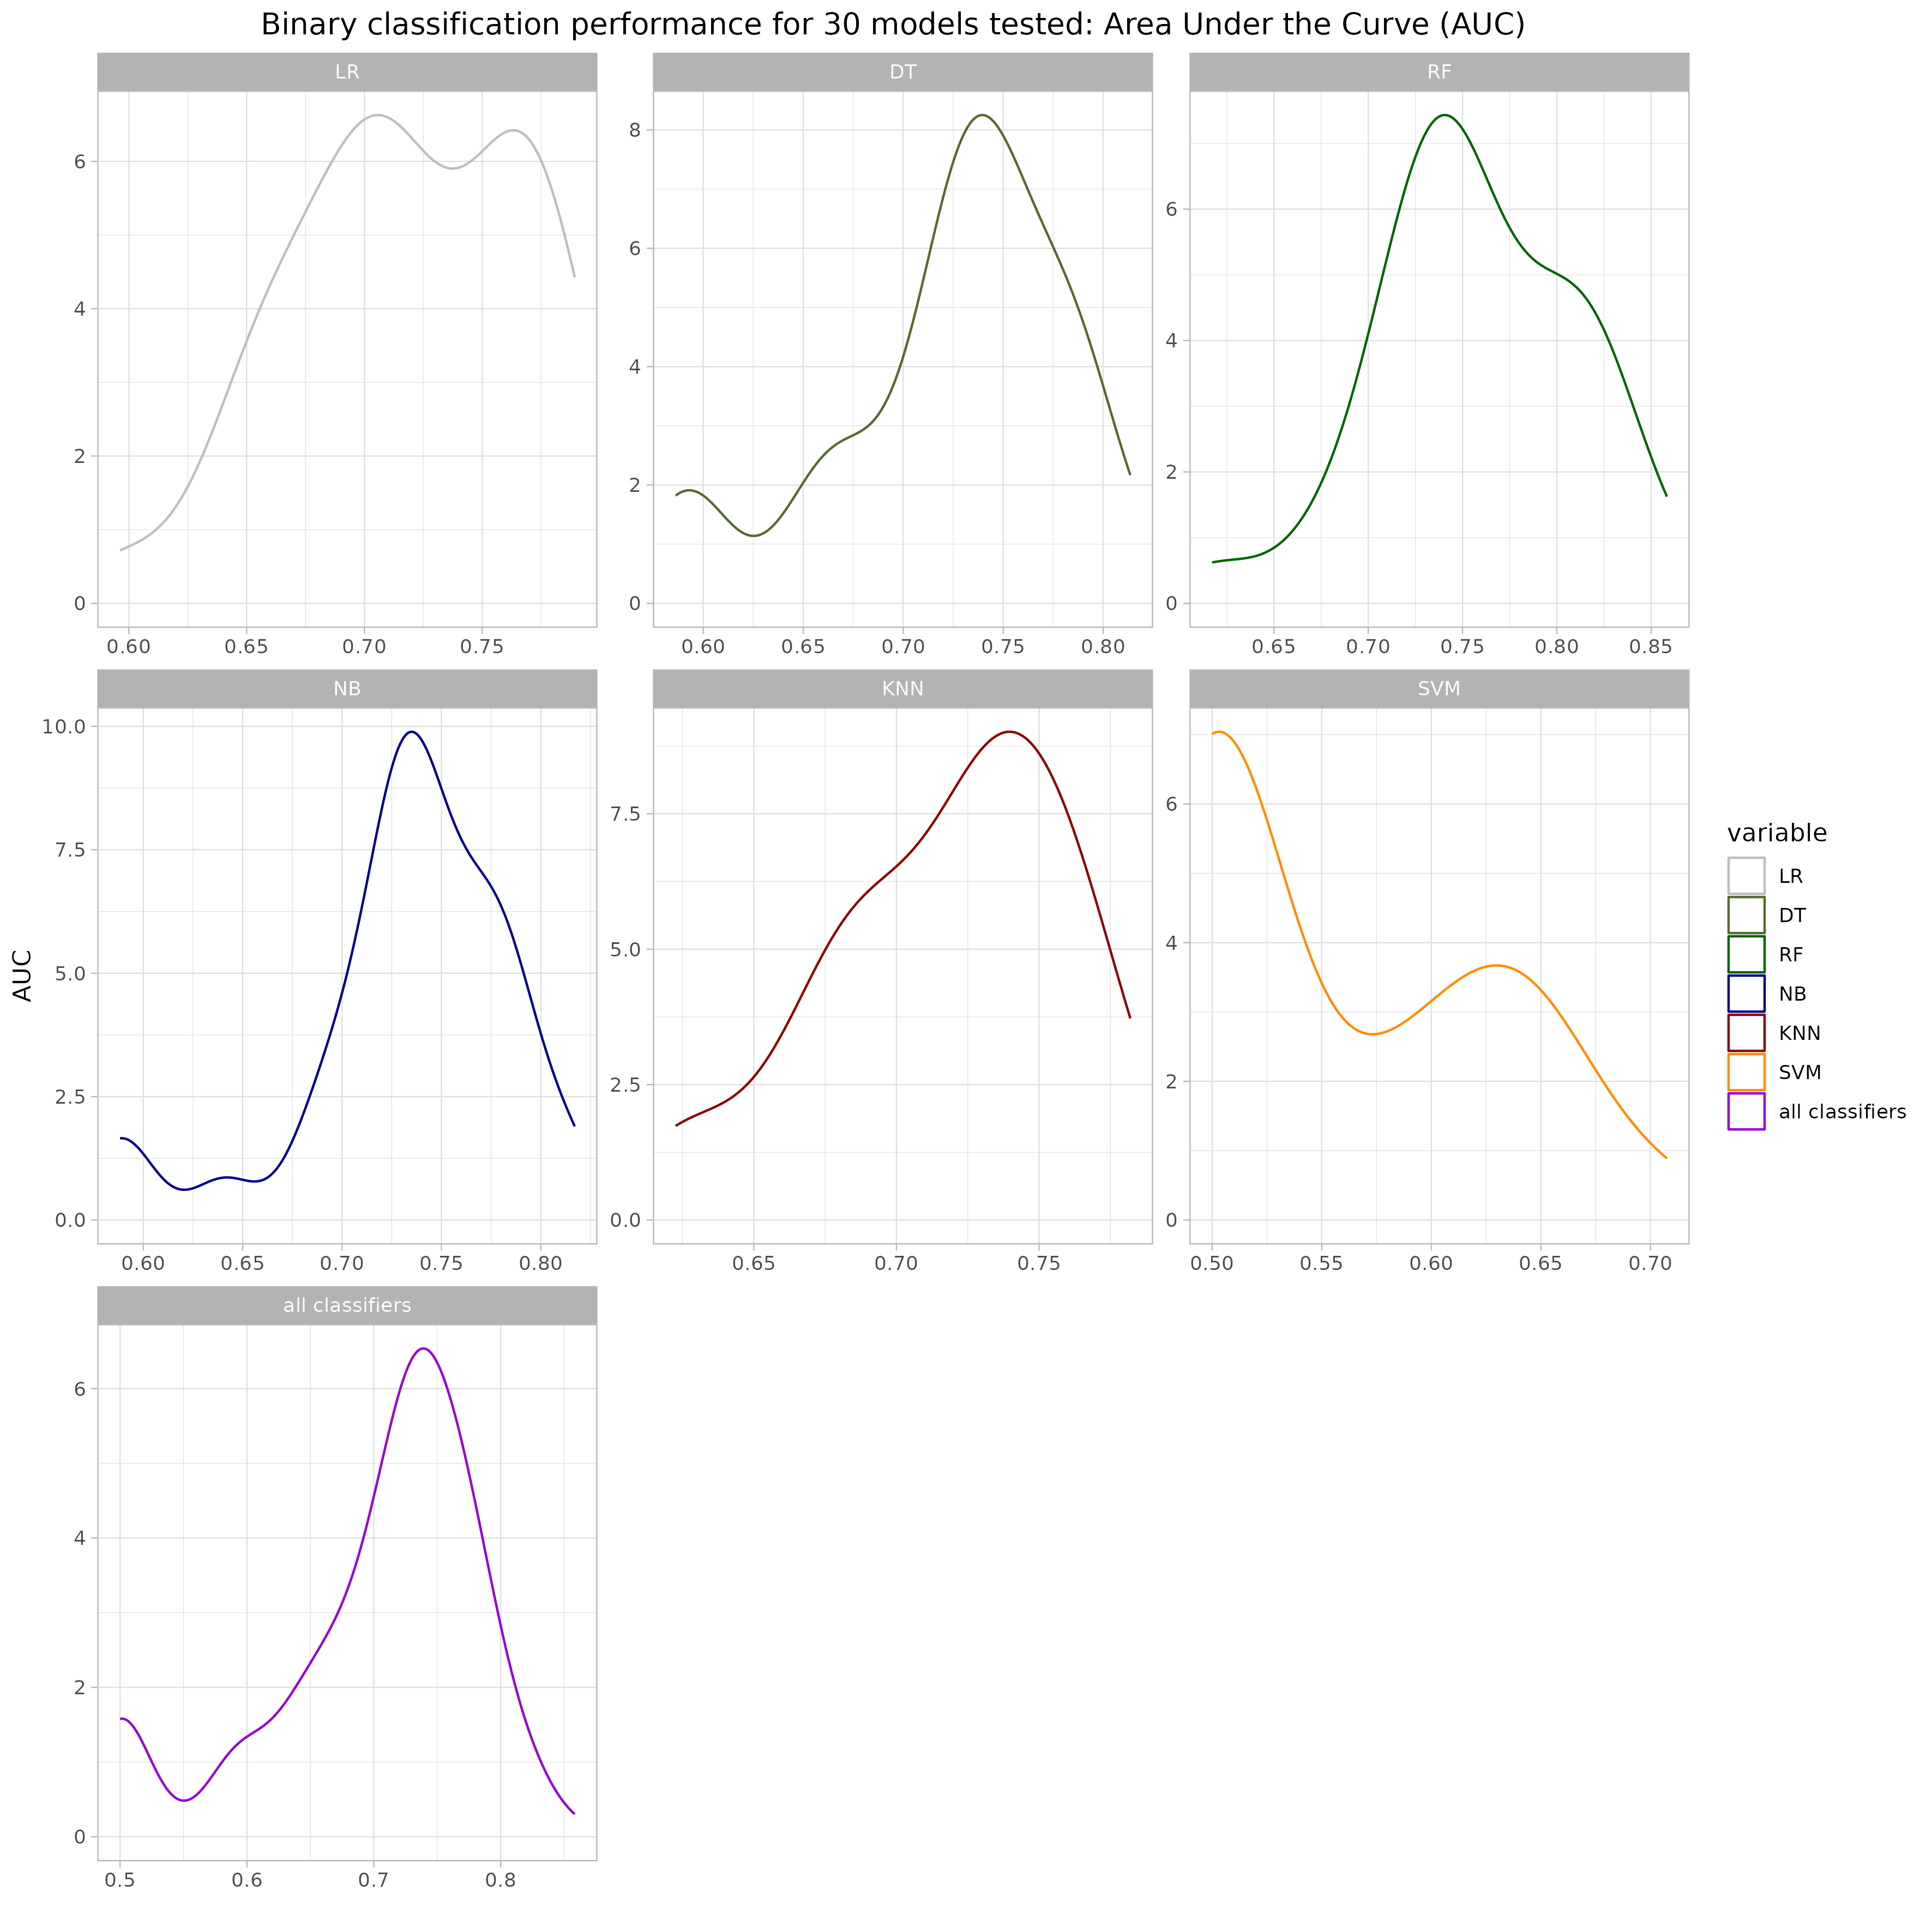 Binary classification performance for 30 models tested: Area Under the Curve (AUC)
LR
DT
RF
6
4
2
0
0.60 0.65 0.70 0.75
8
6
4
2
0
0.60 0.65 0.70 0.75 0.80
6
4
2
0
0.65 0.70 0.75 0.80 0.85
NB
KNN
SVM
10.0
7.5
5.0
2.5
0.0
0.60 0.65 0.70 0.75 0.80
7.5
5.0
2.5
0.0
0.65 0.70 0.75
6
4
2
0
0.50 0.55 0.60 0.65 0.70
AUC
all classifiers
6
4
2
0
0.5 0.6 0.7 0.8
variable
LR
DT
RF
NB
KNN
SVM
all classifiers